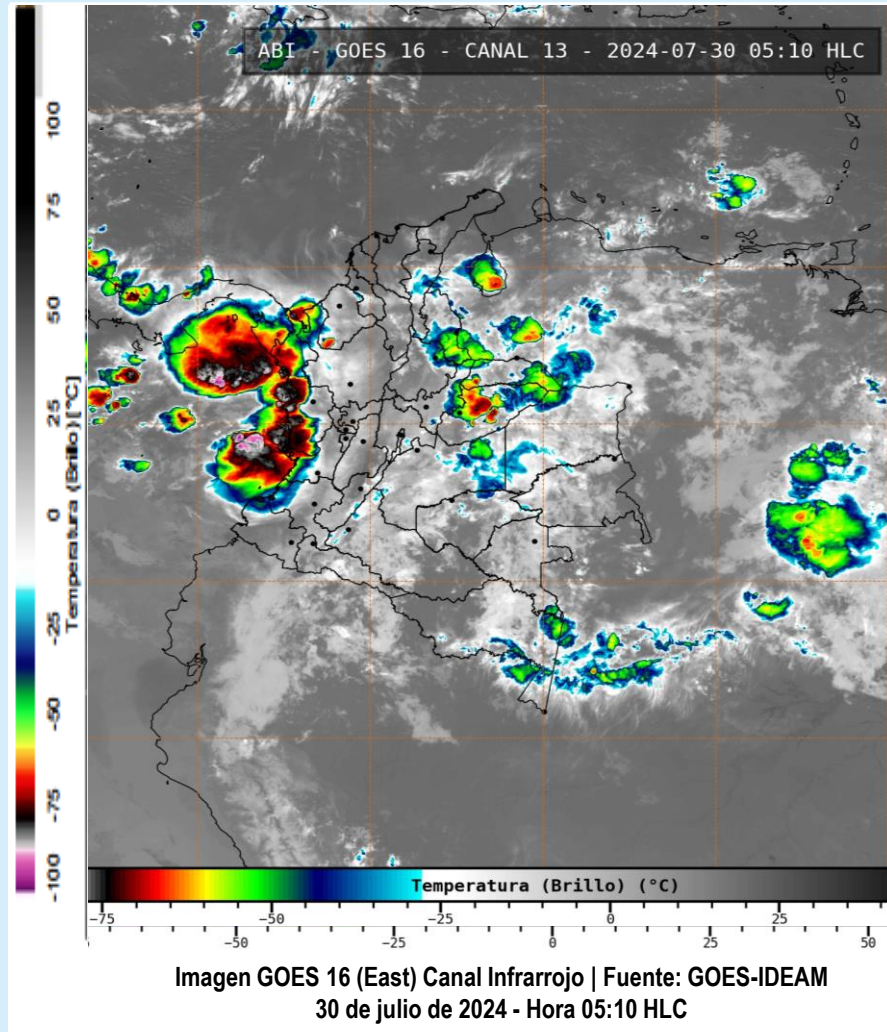 ABI - GOES 16 - CANAL 13 - 2024-07-30 05:10 HLC
Temperatura (Brillo) [°C]
100
75
50
25
0
-25
-50
-75
-100
Temperatura (Brillo) (°C)
-75 -50 -25 0
-50 -25 0 25 50
Imagen GOES 16 (East) Canal Infrarrojo | Fuente: GOES-IDEAM
30 de julio de 2024 - Hora 05:10 HLC